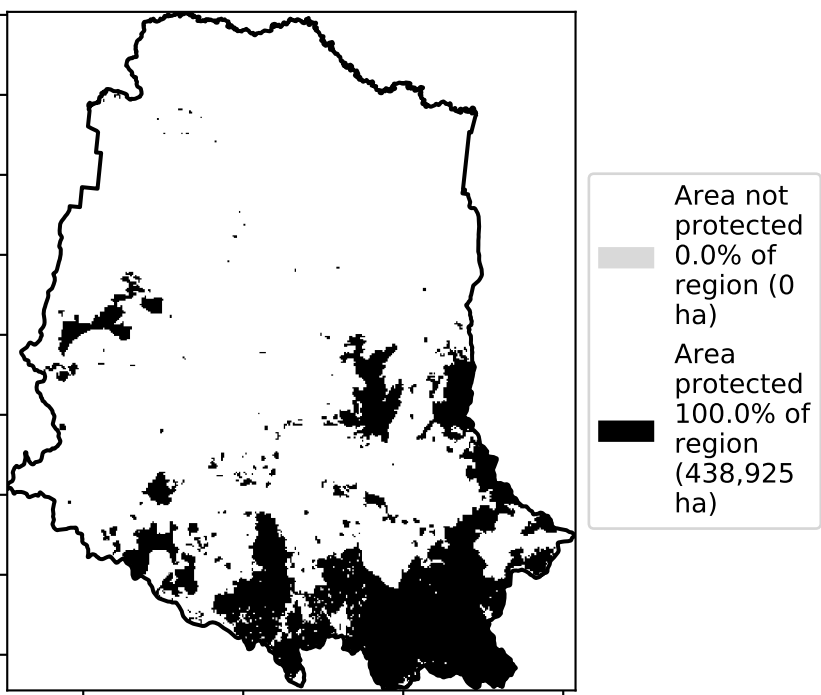 Area not
protected
0.0% of
region (0
ha)
Area
protected
100.0% of
region
(438,925
ha)